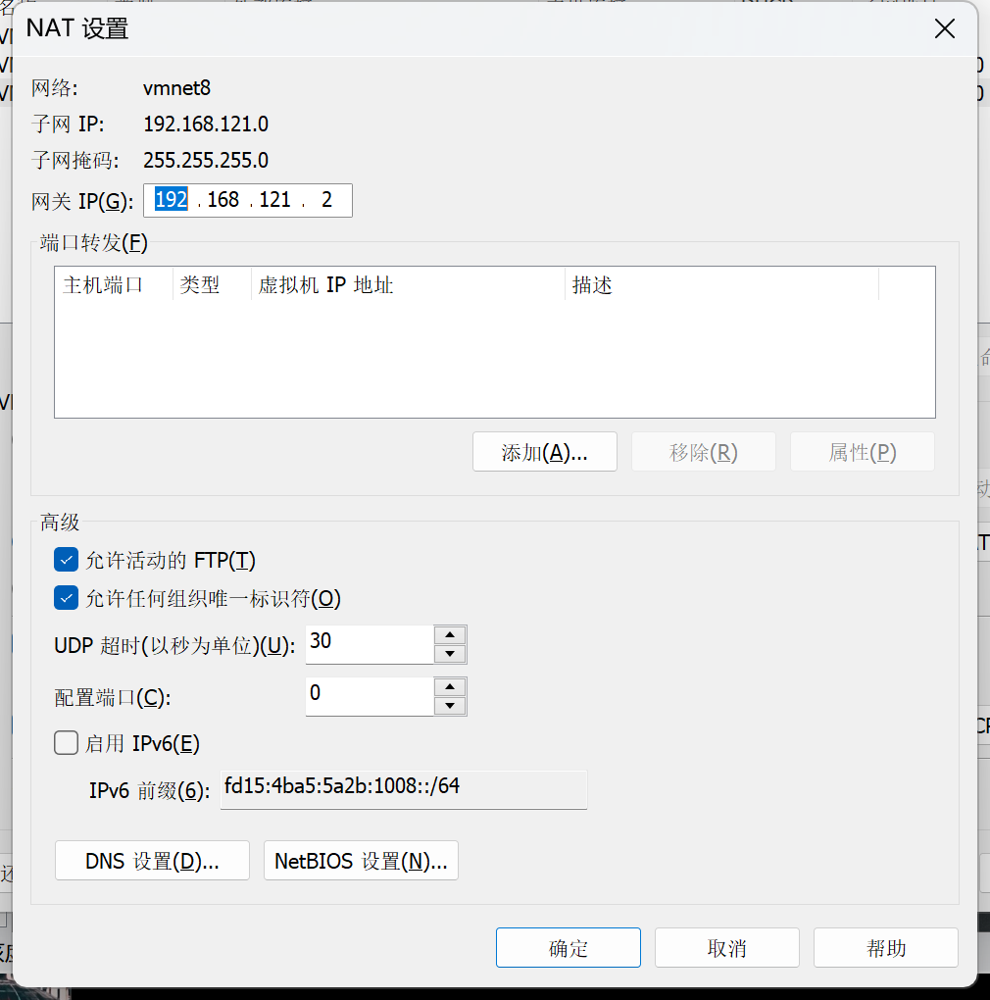 NAT 设置
网络: vmnet8
子网 IP: 192.168.121.0
子网掩码: 255.255.255.0
网关 IP(G): 192 . 168 . 121 . 2
端口转发(F)
主机端口 类型 虚拟机 IP 地址 描述
添加(A)... 移除(R) 属性(P)
高级
允许活动的 FTP(T)
允许任何组织唯一标识符(O)
UDP 超时(以秒为单位)(U): 30
配置端口(C): 0
启用 IPv6(E)
IPv6 前缀(6): fd15:4ba5:5a2b:1008::/64
DNS 设置(D)... NetBIOS 设置(N)...
确定 取消 帮助